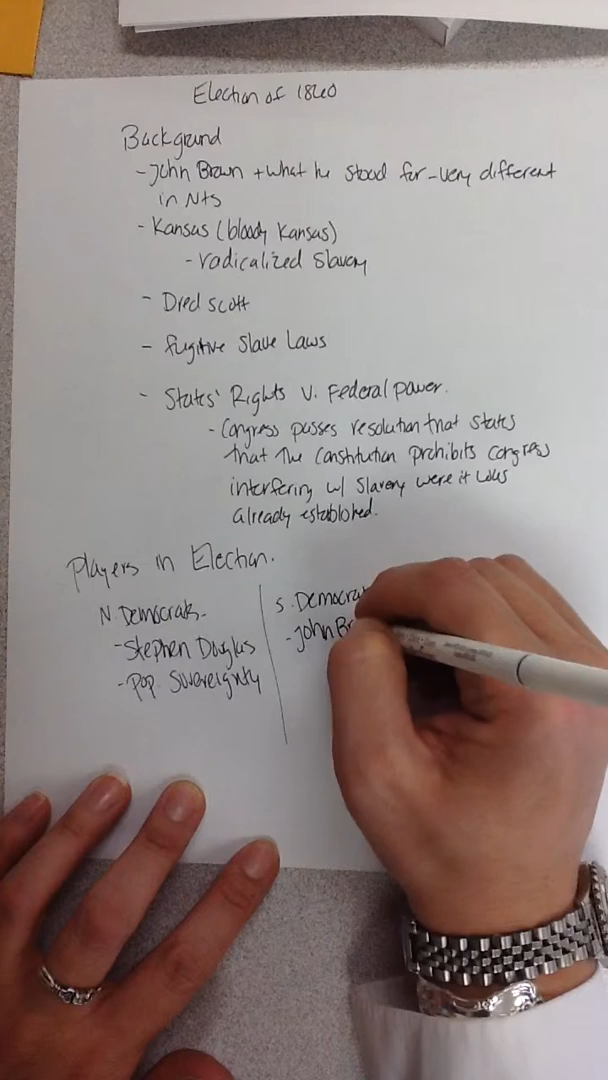 Election of 1860
Background
- John Brown + what he stood for - very different
in N + S
- Kansas (bloody Kansas)
- radicalized Slavery
- Dred Scott
- fugitive Slave Laws
- States' Rights v. Federal power.
- Congress passes resolution that states
that the Constitution prohibits congress
interfering w/ Slavery were it was
already established.
Players in Election.
N. Democrats.
- Stephen Douglas
- Pop. Sovereignty
S. Democrat
- John Br